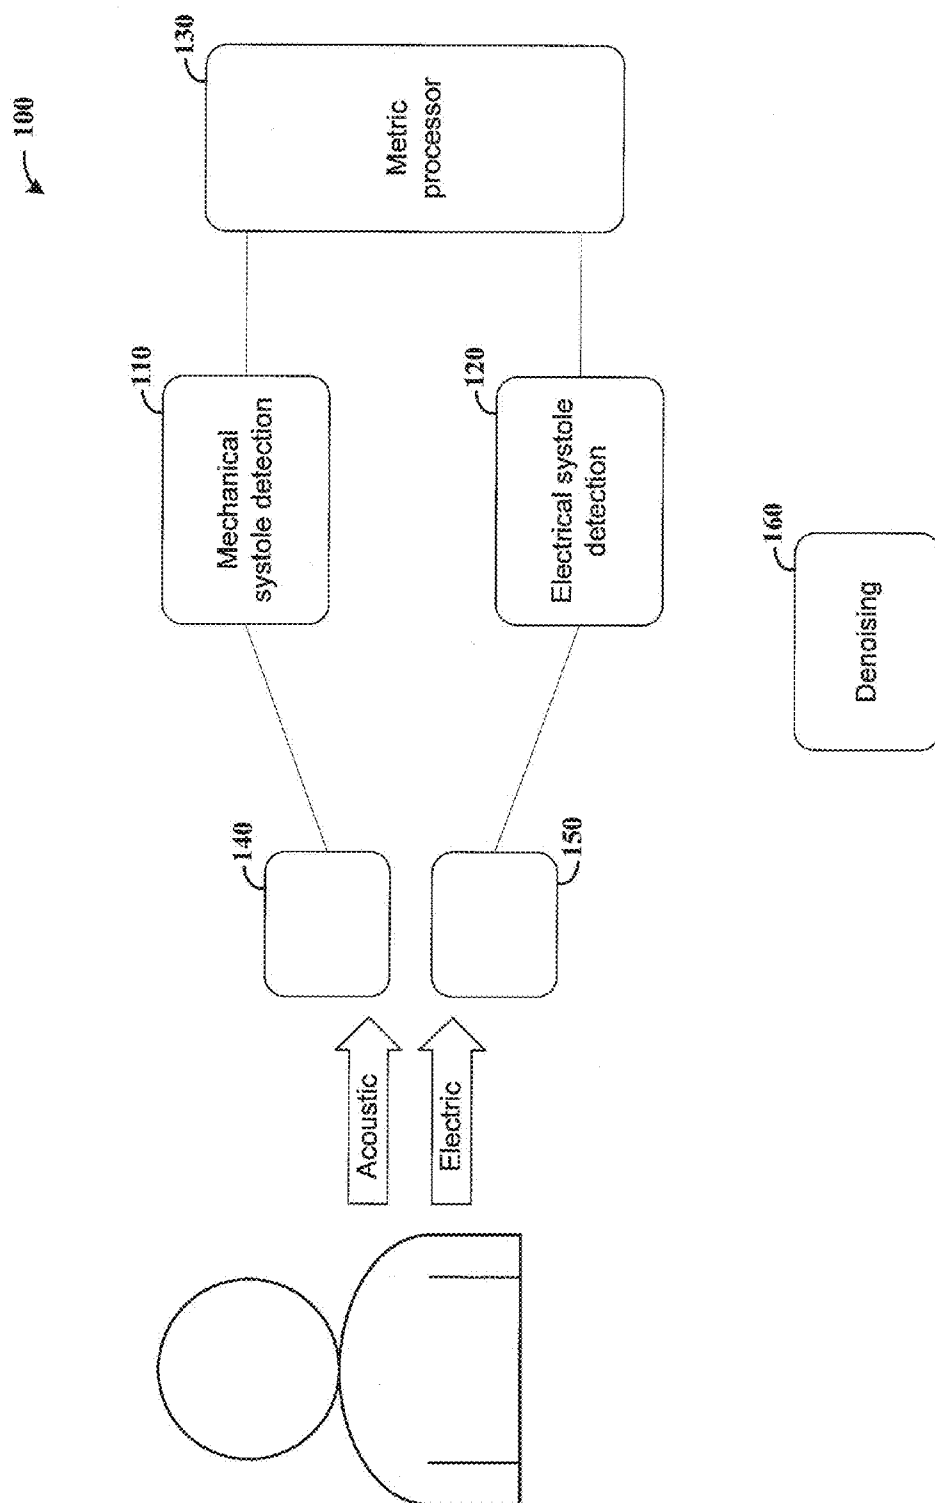 100
130
Metric
processor
110
Mechanical
systole detection
120
Electrical systole
detection
160
Denoising
140
150
Acoustic
Electric